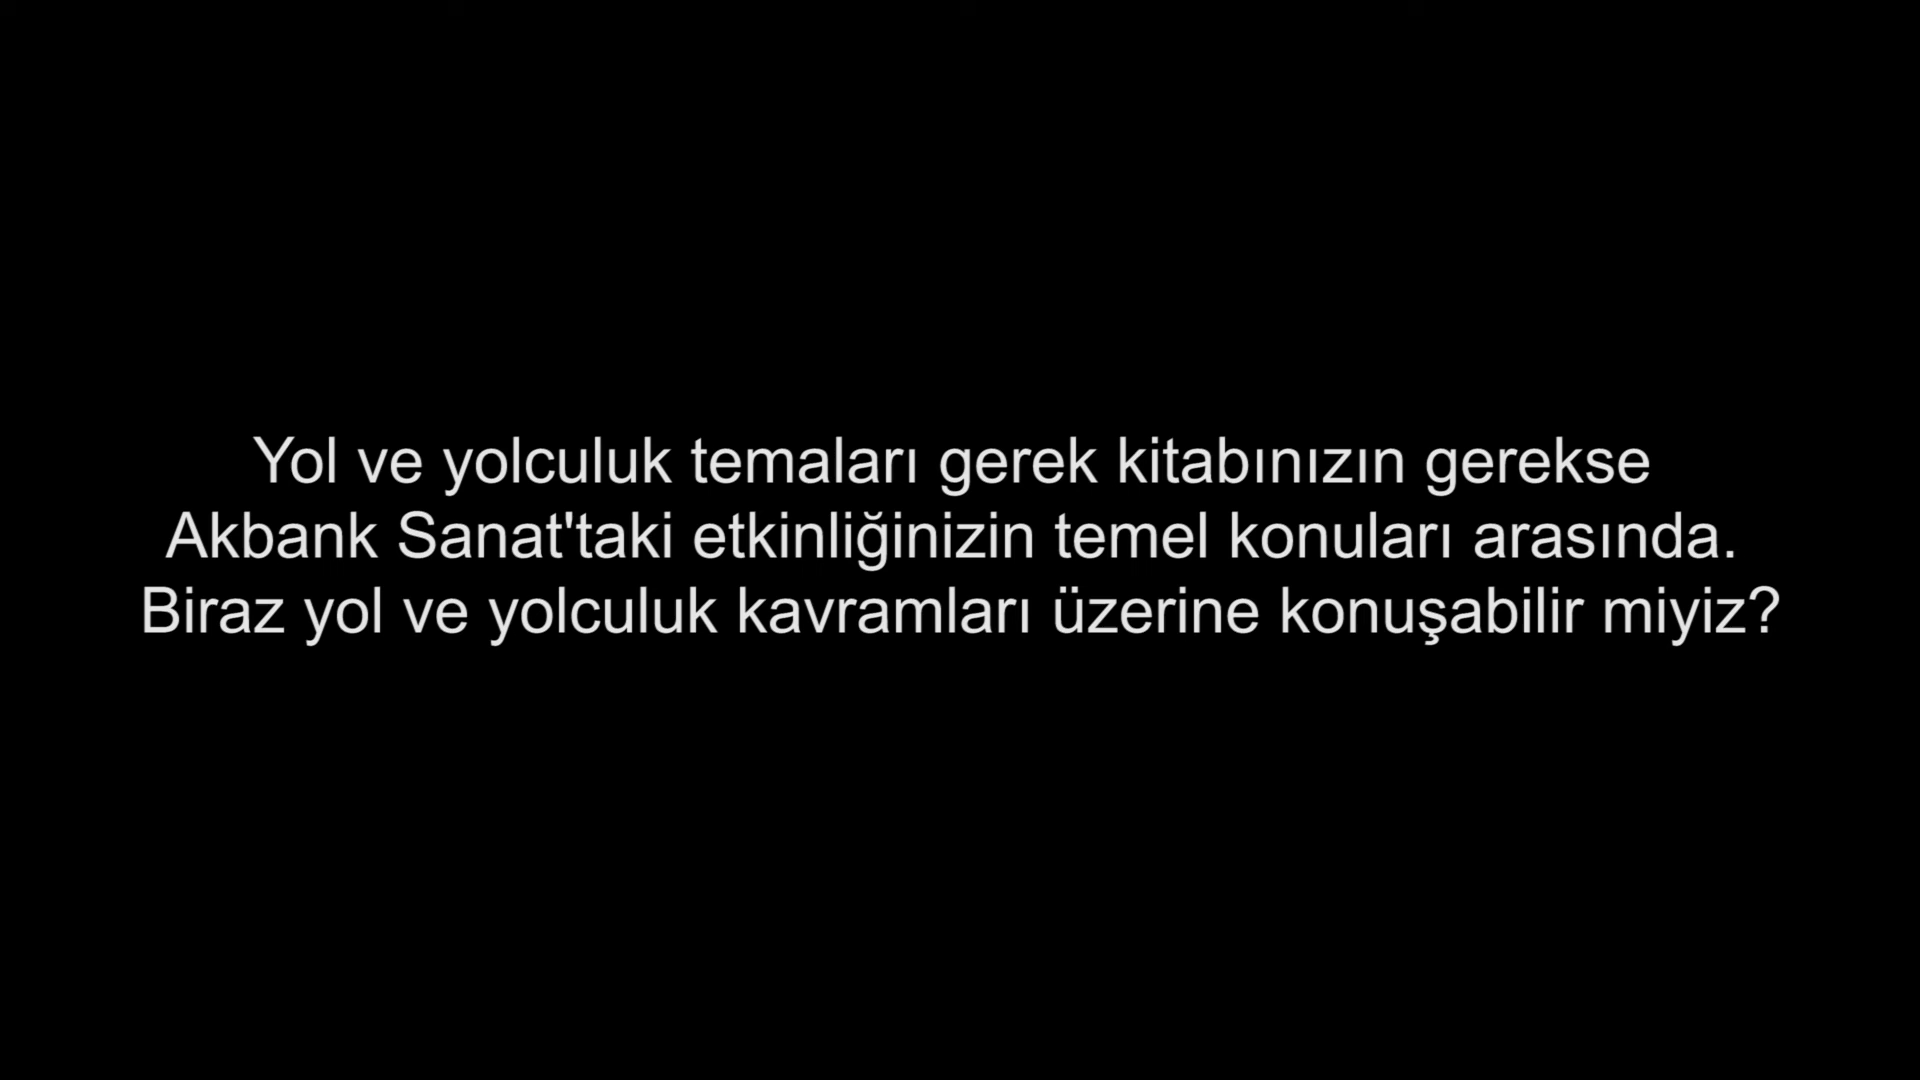 Yol ve yolculuk temaları gerek kitabınızın gerekse
Akbank Sanat'taki etkinliğinizin temel konuları arasında.
Biraz yol ve yolculuk kavramları üzerine konuşabilir miyiz?